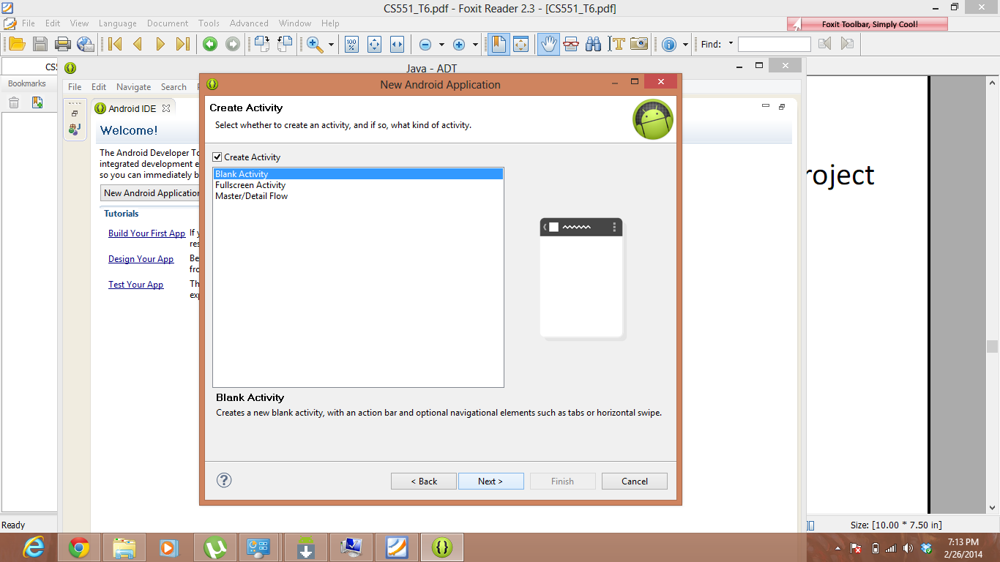 CS551_T6.pdf - Foxit Reader 2.3 - [CS551_T6.pdf]
File Edit View Language Document Tools Advanced Window Help
Foxit Toolbar, Simply Cool!
100 %
Find:
Java - ADT
Bookmarks
File Edit Navigate Search
New Android Application
Android IDE
Welcome!
The Android Developer To
integrated development e
so you can immediately b
New Android Application
Tutorials
Build Your First App If y
res
Design Your App Be
fro
Test Your App Th
exp
Create Activity
Select whether to create an activity, and if so, what kind of activity.
Create Activity
Blank Activity
Fullscreen Activity
Master/Detail Flow
Blank Activity
Creates a new blank activity, with an action bar and optional navigational elements such as tabs or horizontal swipe.
?
< Back Next > Finish Cancel
roject
Ready
Size: [10.00 * 7.50 in]
7:13 PM
2/26/2014